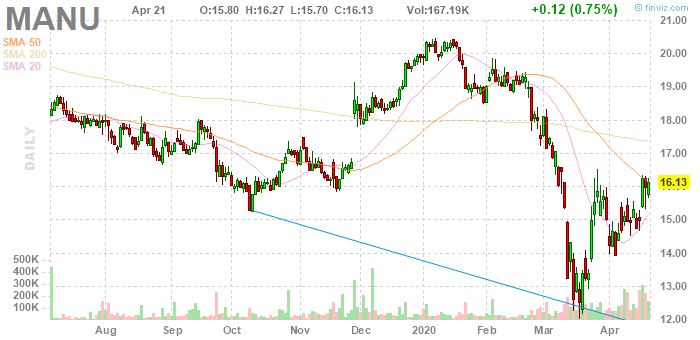 MANU
Apr 21 O:15.80 H:16.27 L:15.70 C:16.13 Vol:167.19K +0.12 (0.75%)
© finviz.com
SMA 50
SMA 200
SMA 20
DAILY
21.00
20.00
19.00
18.00
17.00
16.13
15.00
14.00
13.00
12.00
500K
400K
300K
200K
100K
Aug Sep Oct Nov Dec 2020 Feb Mar Apr